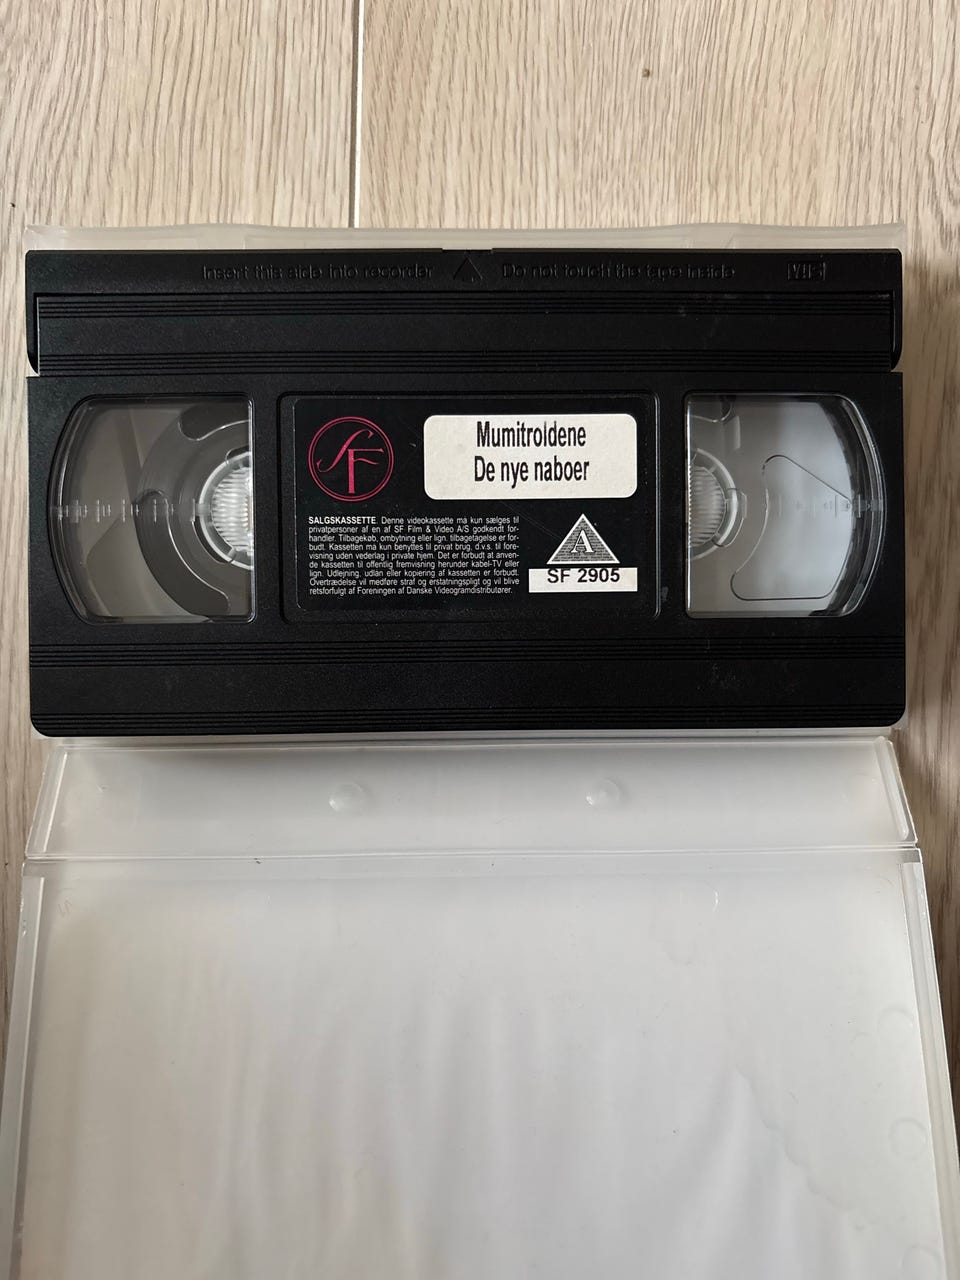 Insert this side into recorder Do not touch the tape inside VHS
SF
Mumitroldene
De nye naboer
SALGSKASSETTE. Denne videokassette må kun sælges til
privatpersoner af en af SF Film & Video A/S godkendt for-
handler. Tilbagekøb, ombytning eller lign. tilbagetagelse er for-
budt. Kassetten må kun benyttes til privat brug, d.v.s. til fore-
visning uden vederlag i private hjem. Det er forbudt at anven-
de kassetten til offentlig fremvisning herunder kabel-TV eller
lign. Udlejning, udlån eller kopiering af kassetten er forbudt.
Overtrædelse vil medføre straf og erstatningspligt og vil blive
retsforfulgt af Foreningen af Danske Videogramdistributører.
A
SF 2905